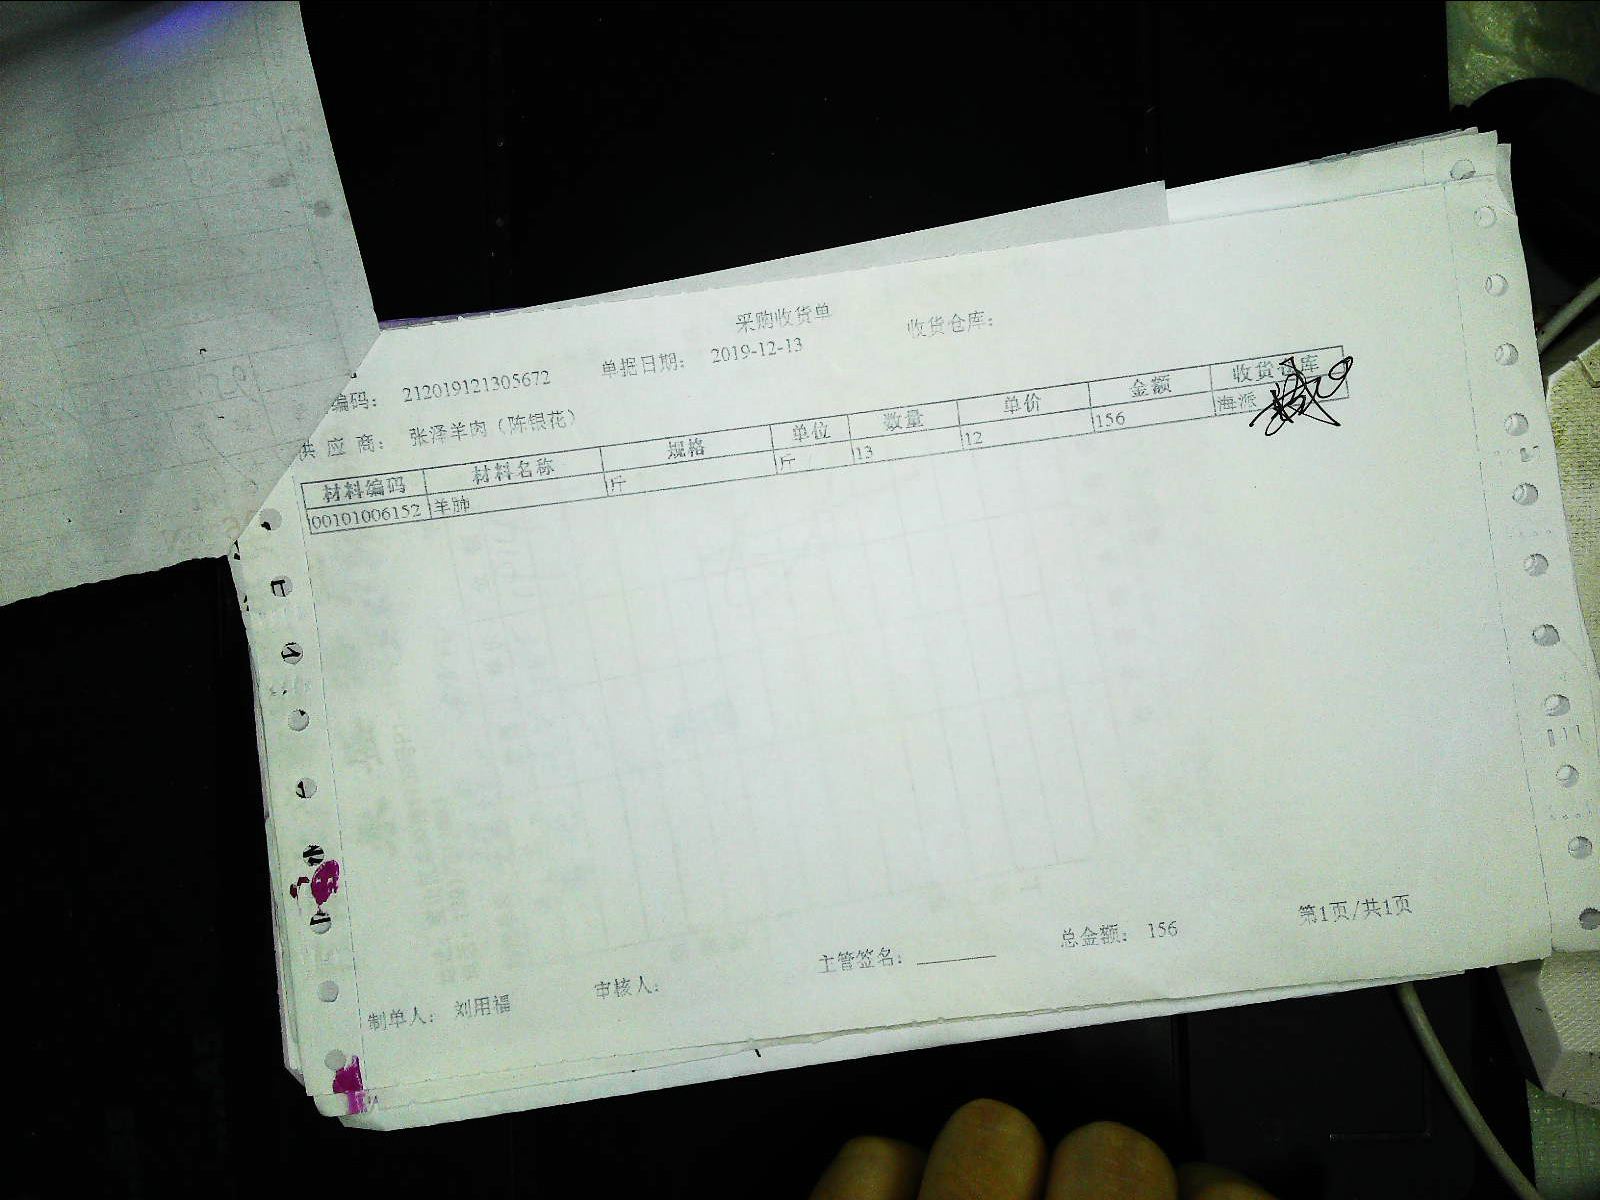 采购收货单
编码： 212019121305672 单据日期： 2019-12-13 收货仓库：
供 应 商： 张泽羊肉（陈银花）
材料编码 材料名称 规格 单位 数量 单价 金额 收货仓库
00101006152 羊肺 斤 斤 13 12 156 海派
制单人： 刘用福 审核人： 主管签名： 总金额： 156 第1页/共1页